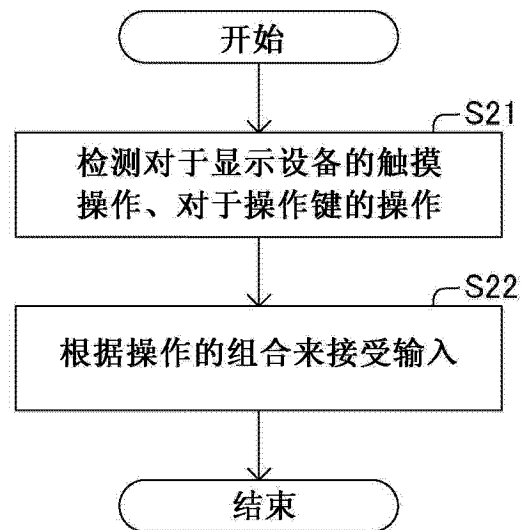 开始
S21
检测对于显示设备的触摸
操作、对于操作键的操作
S22
根据操作的组合来接受输入
结束